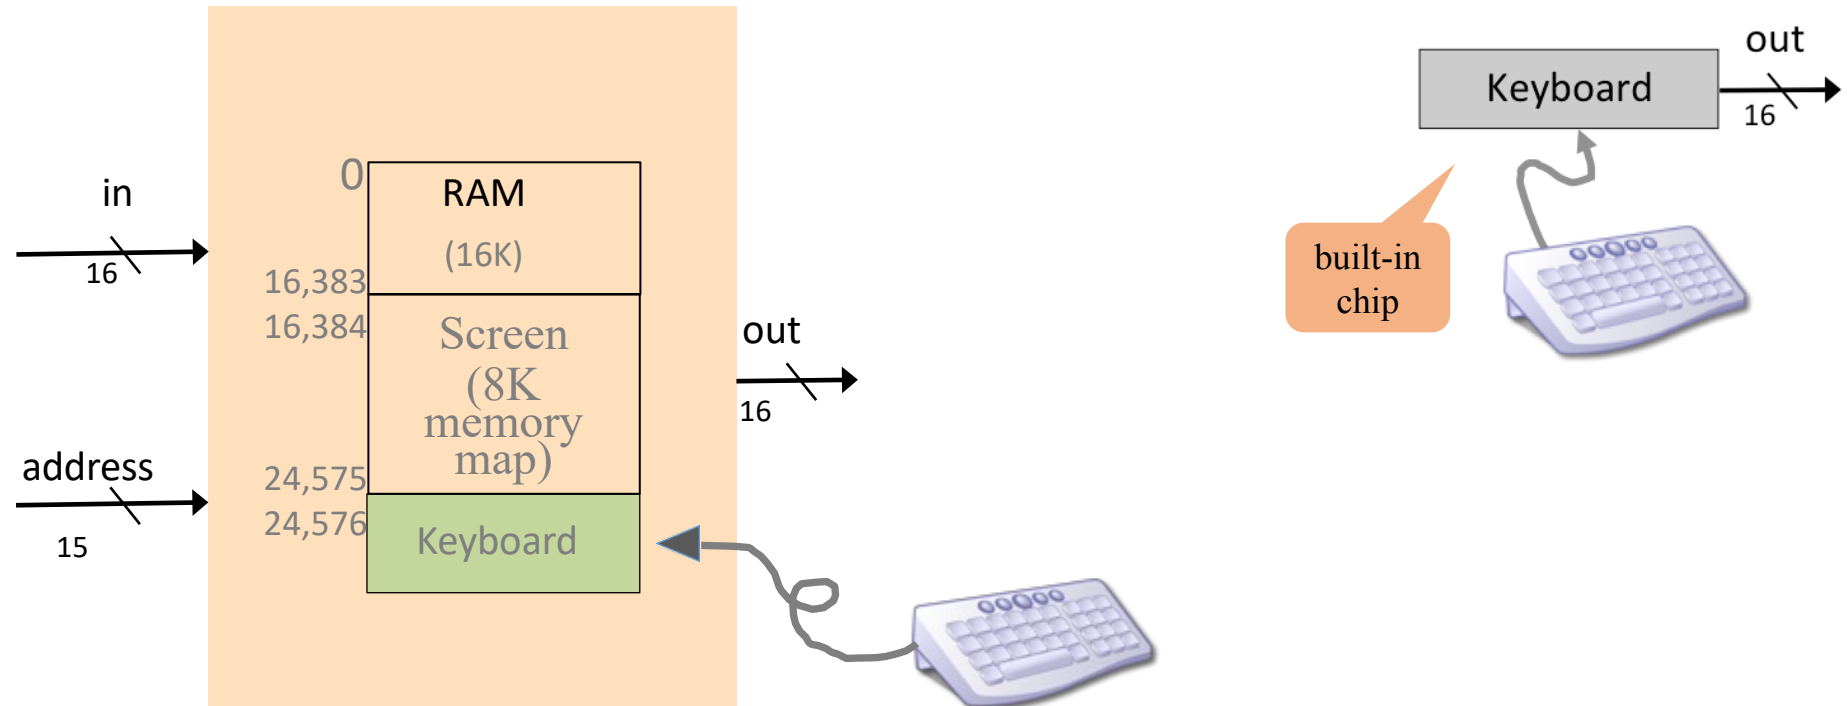 in
16
address
15
0
RAM
(16K)
16,383
16,384
Screen
(8K
memory
map)
24,575
24,576
Keyboard
out
16
Keyboard
out
16
built-in
chip